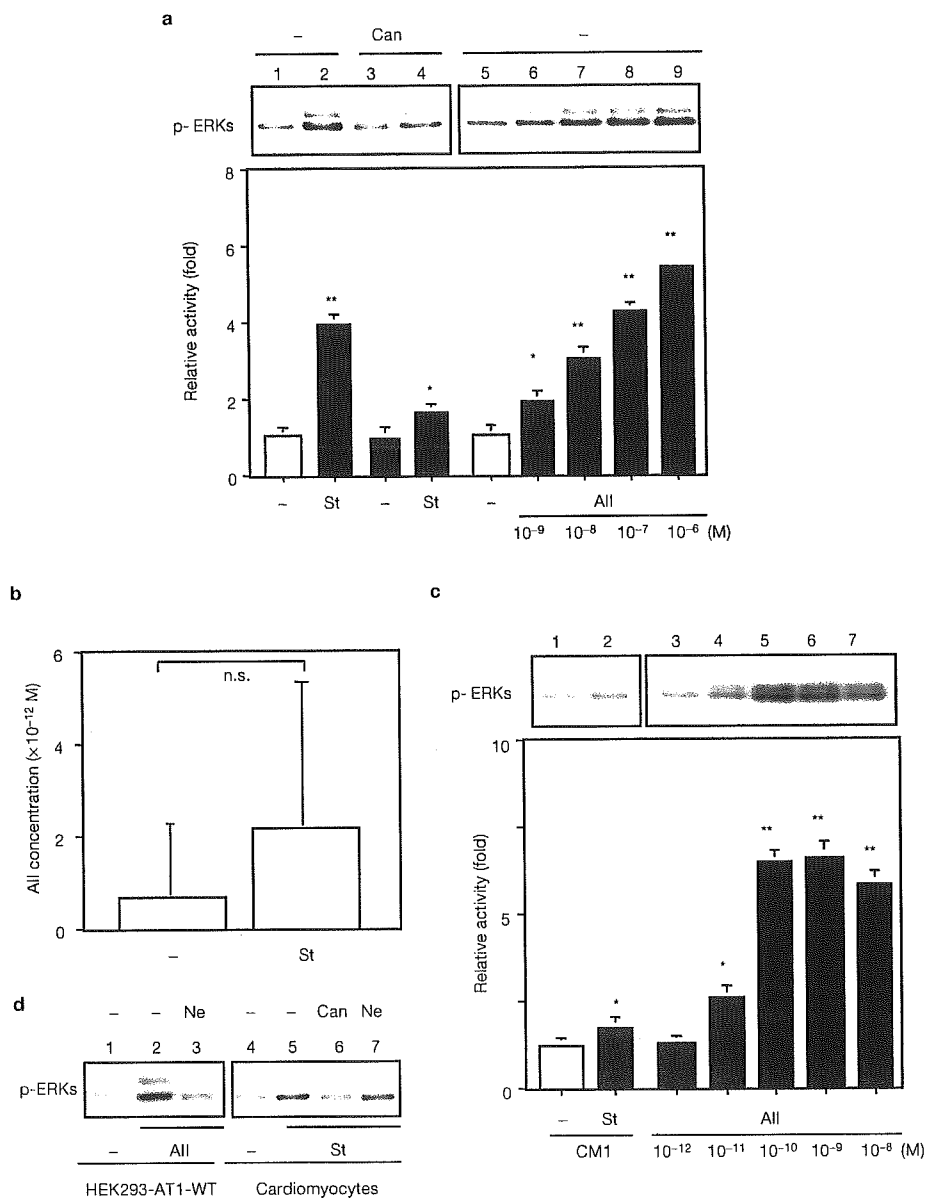 a
– Can –
1 2 3 4 5 6 7 8 9
p- ERKs
8
6
4
2
0
Relative activity (fold)
** * * ** ** **
– St – St – All
10⁻⁹ 10⁻⁸ 10⁻⁷ 10⁻⁶ (M)
b
6
4
2
0
All concentration (×10⁻¹² M)
n.s.
– St
c
1 2 3 4 5 6 7
p- ERKs
10
5
0
Relative activity (fold)
* * ** ** **
– St All
CM1 10⁻¹² 10⁻¹¹ 10⁻¹⁰ 10⁻⁹ 10⁻⁸ (M)
d
– – Ne – – Can Ne
1 2 3 4 5 6 7
p-ERKs
– All – St
HEK293-AT1-WT Cardiomyocytes